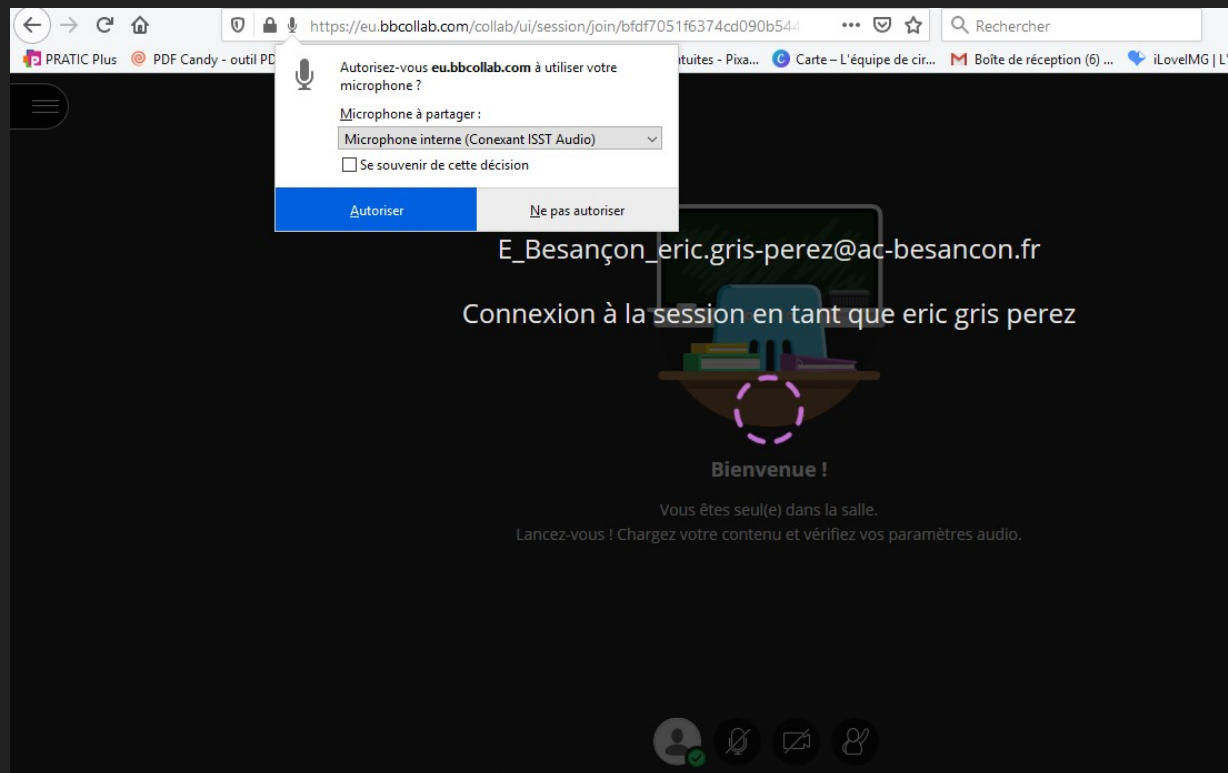 https://eu.bbcollab.com/collab/ui/session/join/bfdf7051f6374cd090b544
Rechercher
PRATIC Plus
PDF Candy - outil PD
tuites - Pixa...
Carte – L'équipe de cir...
Boîte de réception (6) ...
iLoveIMG | L'
Autorisez-vous eu.bbcollab.com à utiliser votre
microphone ?
Microphone à partager :
Microphone interne (Conexant ISST Audio)
Se souvenir de cette décision
Autoriser
Ne pas autoriser
E_Besançon_eric.gris-perez@ac-besancon.fr
Connexion à la session en tant que eric gris perez
Bienvenue !
Vous êtes seul(e) dans la salle.
Lancez-vous ! Chargez votre contenu et vérifiez vos paramètres audio.